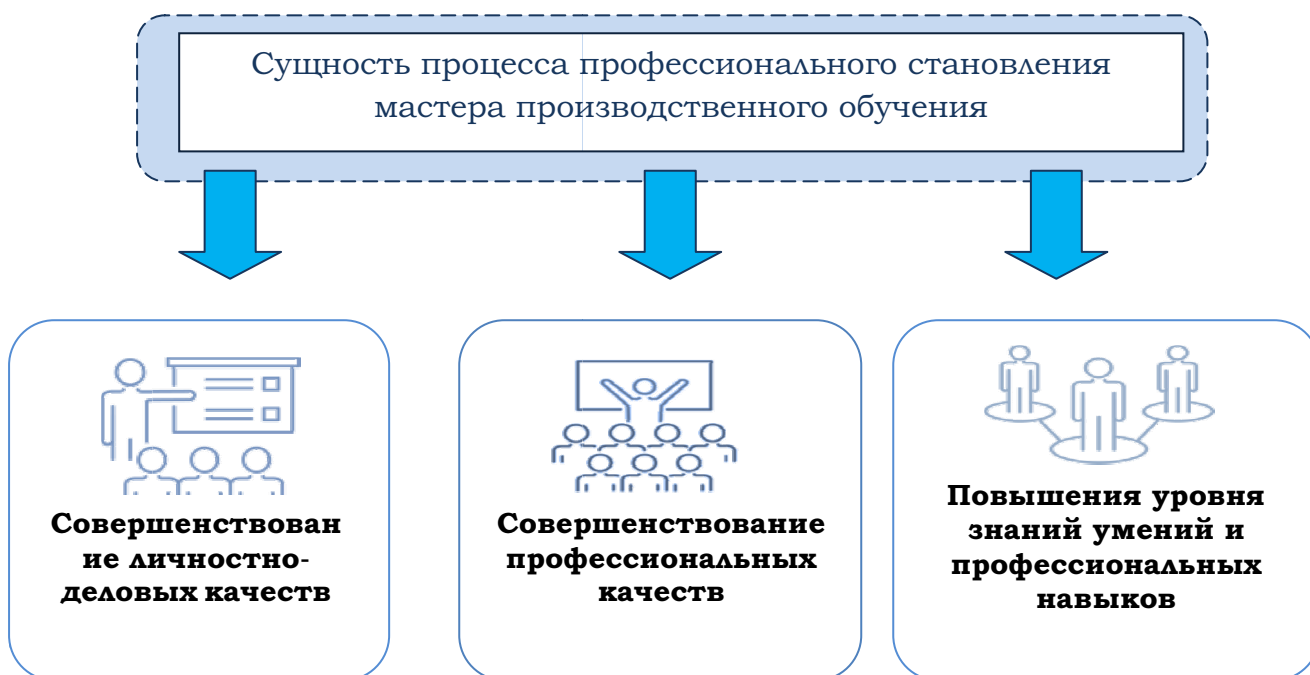 Сущность процесса профессионального становления
мастера производственного обучения
Совершенствован
ие личностно-
деловых качеств
Совершенствование
профессиональных
качеств
Повышения уровня
знаний умений и
профессиональных
навыков